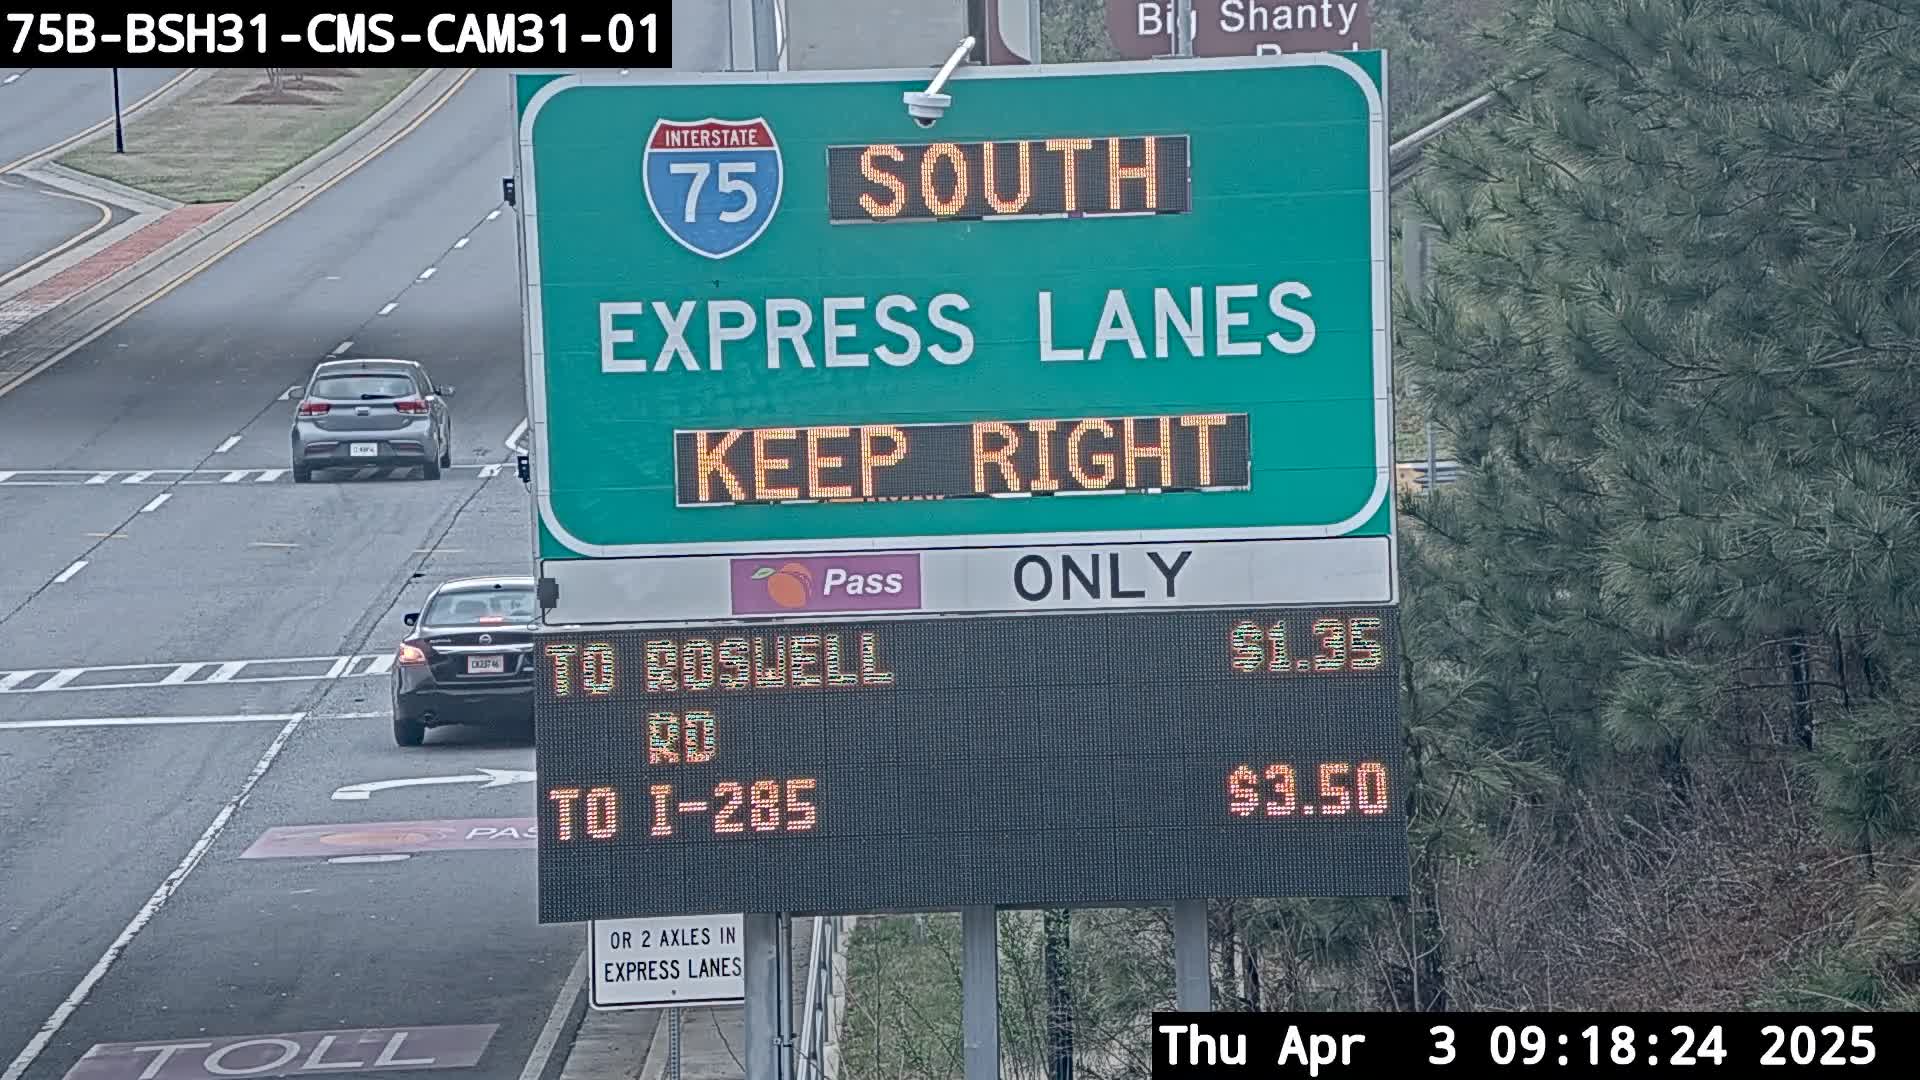 75B-BSH31-CMS-CAM31-01
Big Shanty
Road
INTERSTATE
75
SOUTH
EXPRESS LANES
KEEP RIGHT
Pass
ONLY
TO ROSWELL $1.35
RD
TO I-285 $3.50
PAS
OR 2 AXLES IN
EXPRESS LANES
TOLL
Thu Apr 3 09:18:24 2025